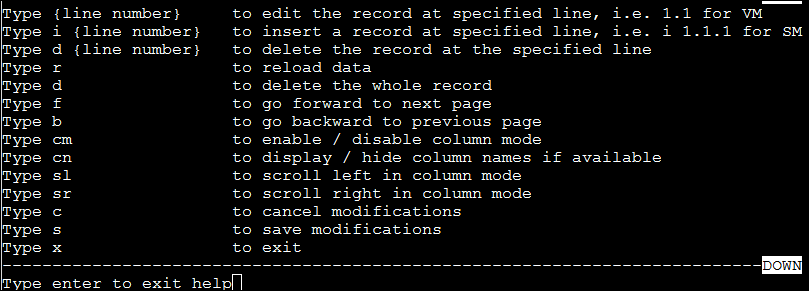 Type {line number} to edit the record at specified line, i.e. 1.1 for VM
Type i {line number} to insert a record at specified line, i.e. i 1.1.1 for SM
Type d {line number} to delete the record at the specified line
Type r to reload data
Type d to delete the whole record
Type f to go forward to next page
Type b to go backward to previous page
Type cm to enable / disable column mode
Type cn to display / hide column names if available
Type sl to scroll left in column mode
Type sr to scroll right in column mode
Type c to cancel modifications
Type s to save modifications
Type x to exit
----------------------------------------------------------------------------DOWN
Type enter to exit help